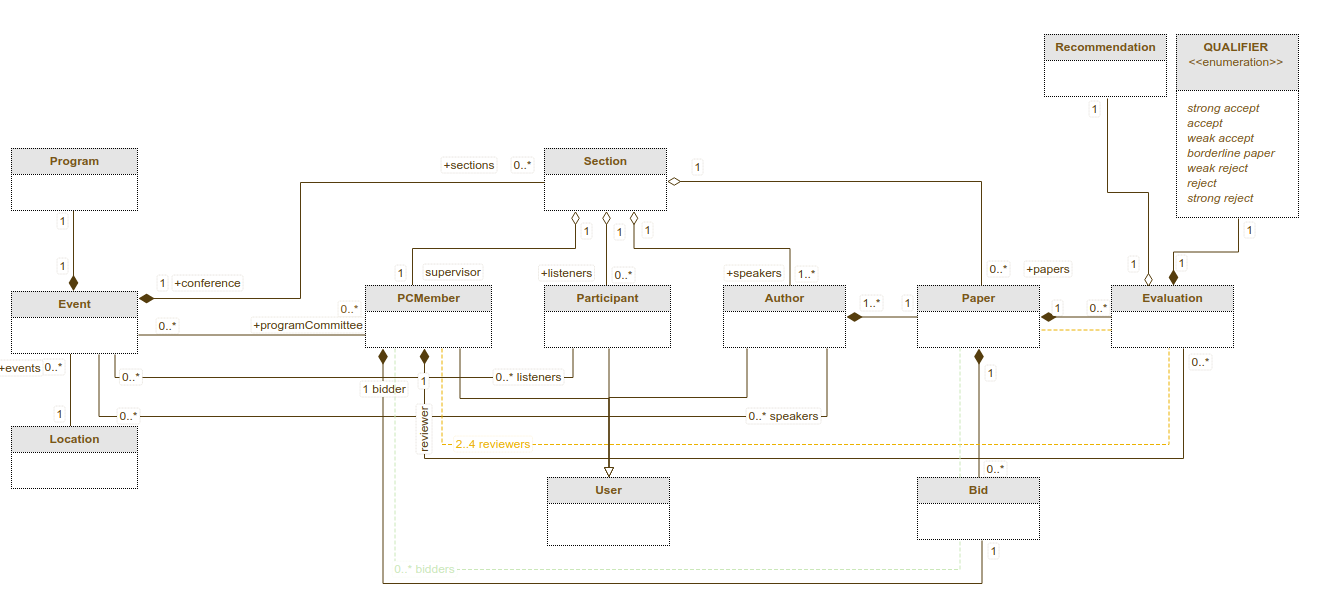 Recommendation
QUALIFIER
<<enumeration>>
1
strong accept
accept
weak accept
borderline paper
weak reject
reject
strong reject
Program
+sections 0..*
Section
1
1
1
1
1
1
1
1
1
1 +conference
1
supervisor
+listeners
0..*
+speakers
1..*
0..*
+papers
Event
PCMember
Participant
Author
Paper
Evaluation
0..*
0..*
+programCommittee
1..*
1
1
0..*
+events 0..*
0..*
1
0..* listeners
1 bidder
1
0..*
1
0..*
reviewer
0..* speakers
Location
2..4 reviewers
0..*
User
Bid
1
0..* bidders